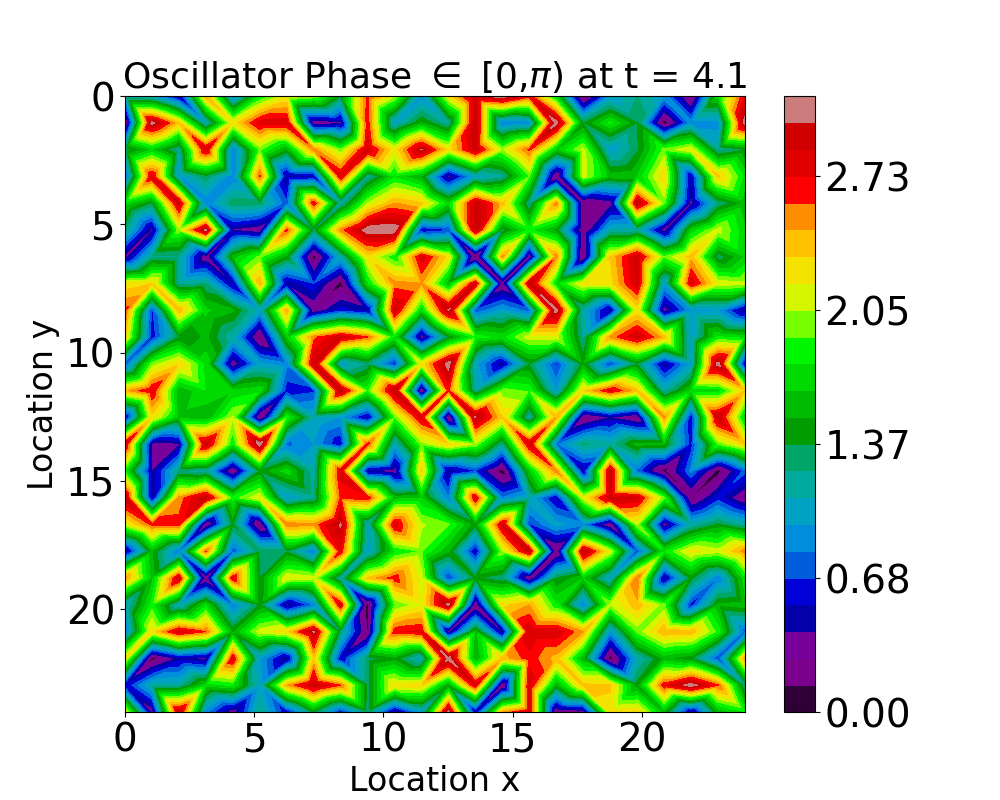 Oscillator Phase ∈ [0,π) at t = 4.1
0
5
10
15
20
Location y
0 5 10 15 20
Location x
2.73
2.05
1.37
0.68
0.00